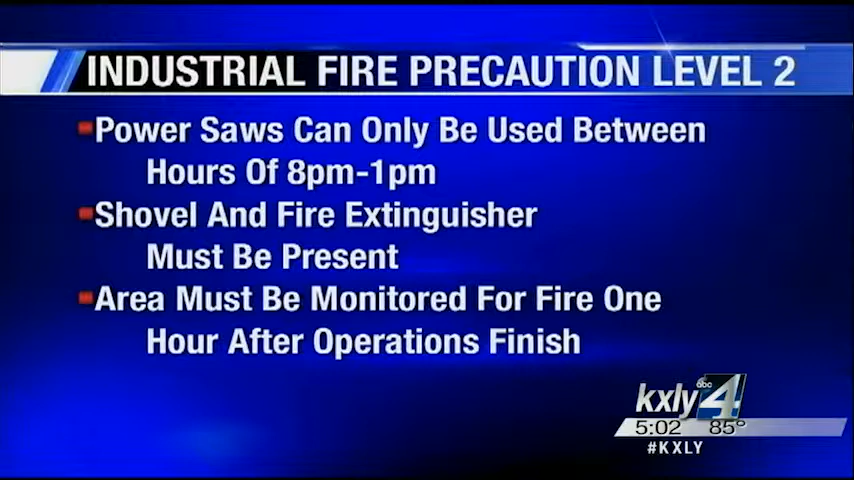 INDUSTRIAL FIRE PRECAUTION LEVEL 2
Power Saws Can Only Be Used Between
Hours Of 8pm-1pm
Shovel And Fire Extinguisher
Must Be Present
Area Must Be Monitored For Fire One
Hour After Operations Finish
kxly abc 4
5:02 85°
#KXLY